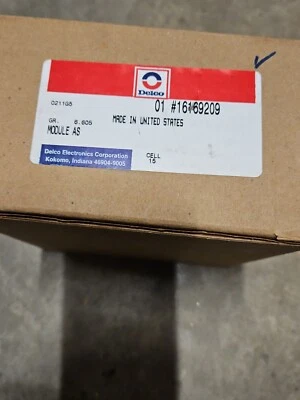 Delco
021195
01 #16169209
GR. 6.605
MADE IN UNITED STATES
MODULE AS
Delco Electronics Corporation
Kokomo, Indiana 46904-9005
CELL
15